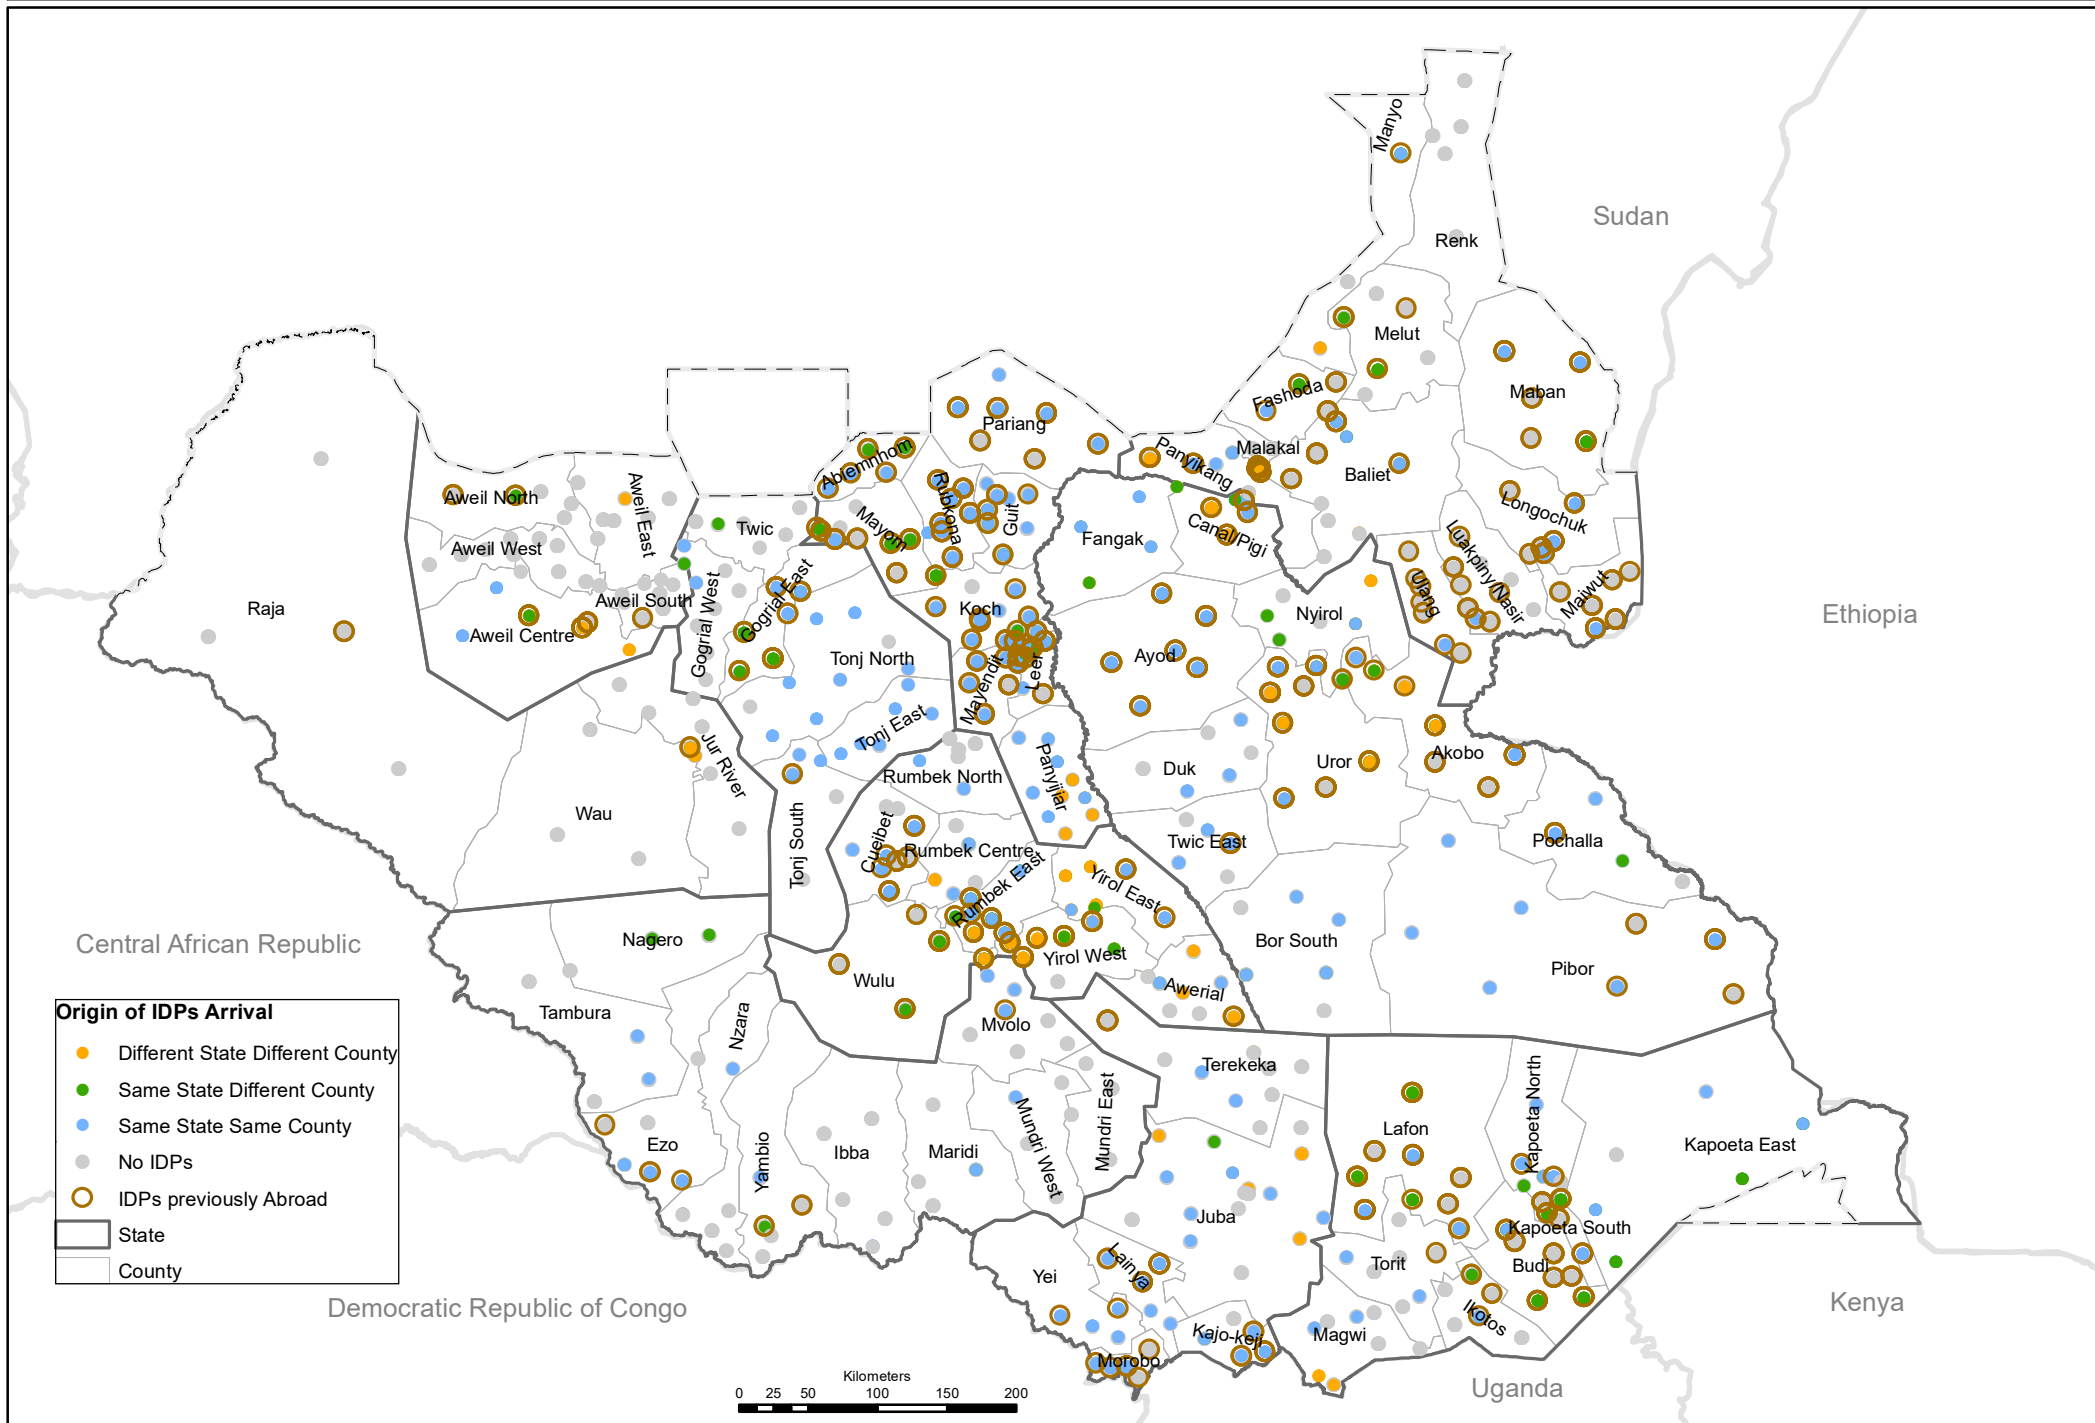 Manyo
Sudan
Renk
Melut
Maban
Fashoda
Pariang
Malakal
Panyikang
Abiemnhom
Baliet
Aweil North
Aweil East
Rubkona
Longochuk
Twic
Mayom
Guit
Canal/Pigi
Fangak
Luakpiny/Nasir
Aweil West
Ulang
Maiwut
Gogrial East
Gogrial West
Aweil South
Koch
Nyirol
Ethiopia
Raja
Aweil Centre
Tonj North
Mayendit
Leer
Ayod
Tonj East
Jur River
Panyijiar
Duk
Uror
Akobo
Rumbek North
Wau
Tonj South
Cueibet
Rumbek Centre
Twic East
Pochalla
Rumbek East
Yirol East
Nagero
Bor South
Central African Republic
Yirol West
Pibor
Wulu
Awerial
Tambura
Nzara
Mvolo
Terekeka
Kapoeta North
Mundri East
Mundri West
Lafon
Kapoeta East
Ezo
Yambio
Ibba
Maridi
Juba
Kapoeta South
Torit
Budi
Yei
Lainya
Ikotos
Kenya
Democratic Republic of Congo
Kajo-keji
Magwi
Morobo
Uganda
Origin of IDPs Arrival
Different State Different County
Same State Different County
Same State Same County
No IDPs
IDPs previously Abroad
State
County
Kilometers
0 25 50 100 150 200